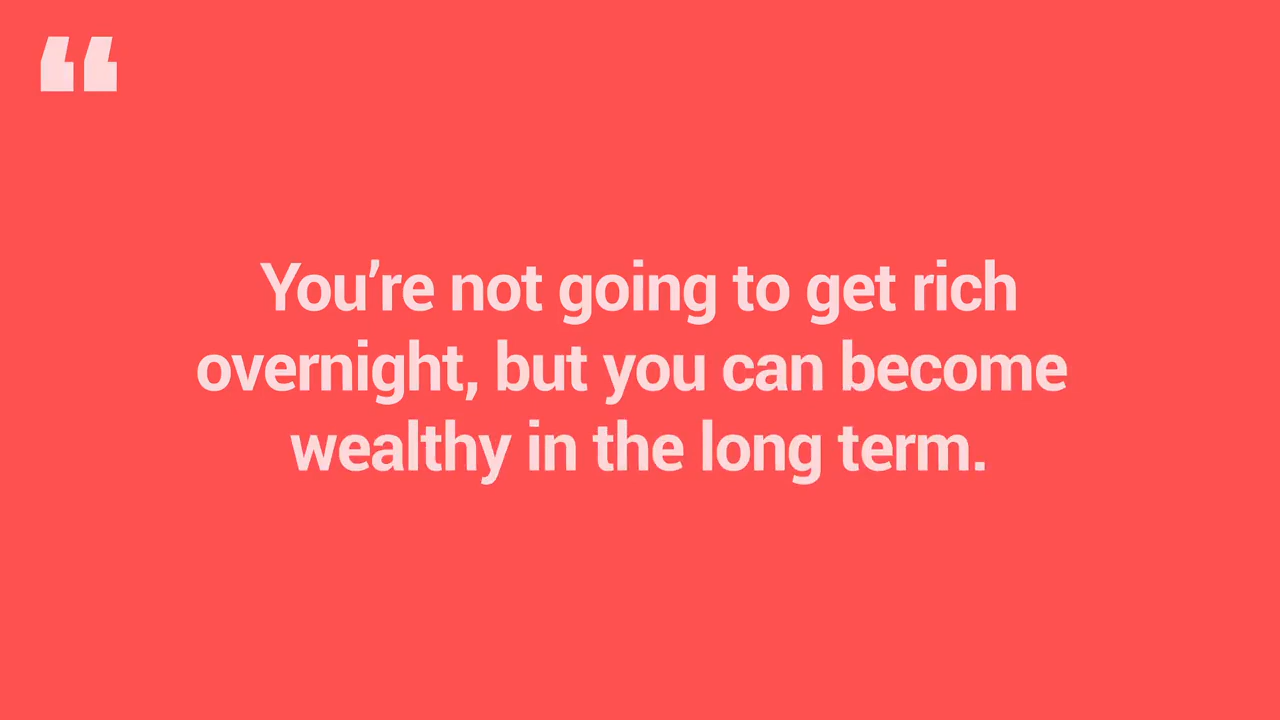 “
You’re not going to get rich
overnight, but you can become
wealthy in the long term.